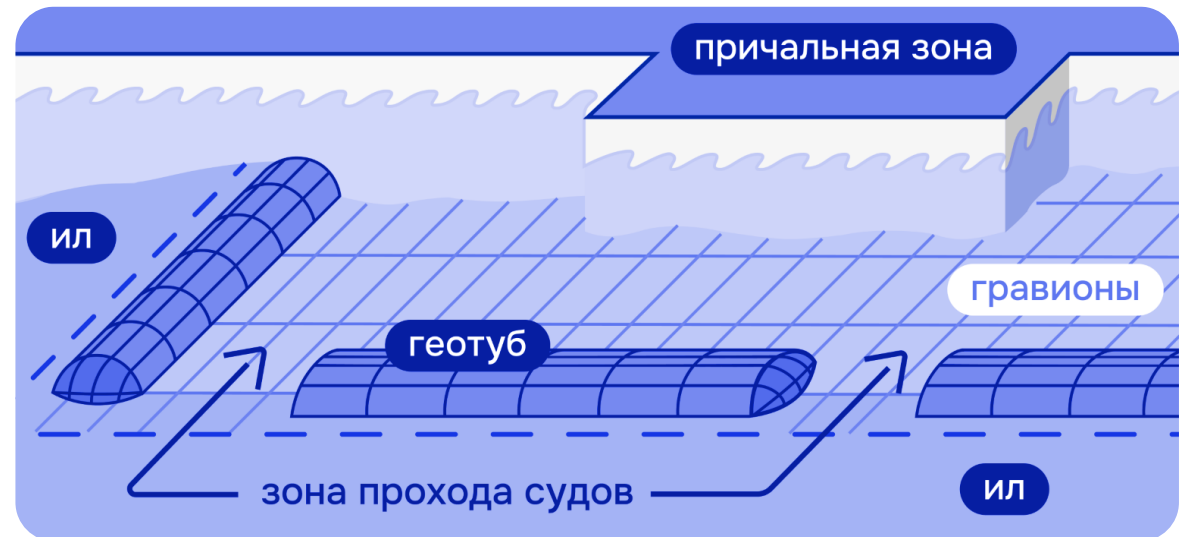 причальная зона
ил
гравионы
геотуб
зона прохода судов
ил